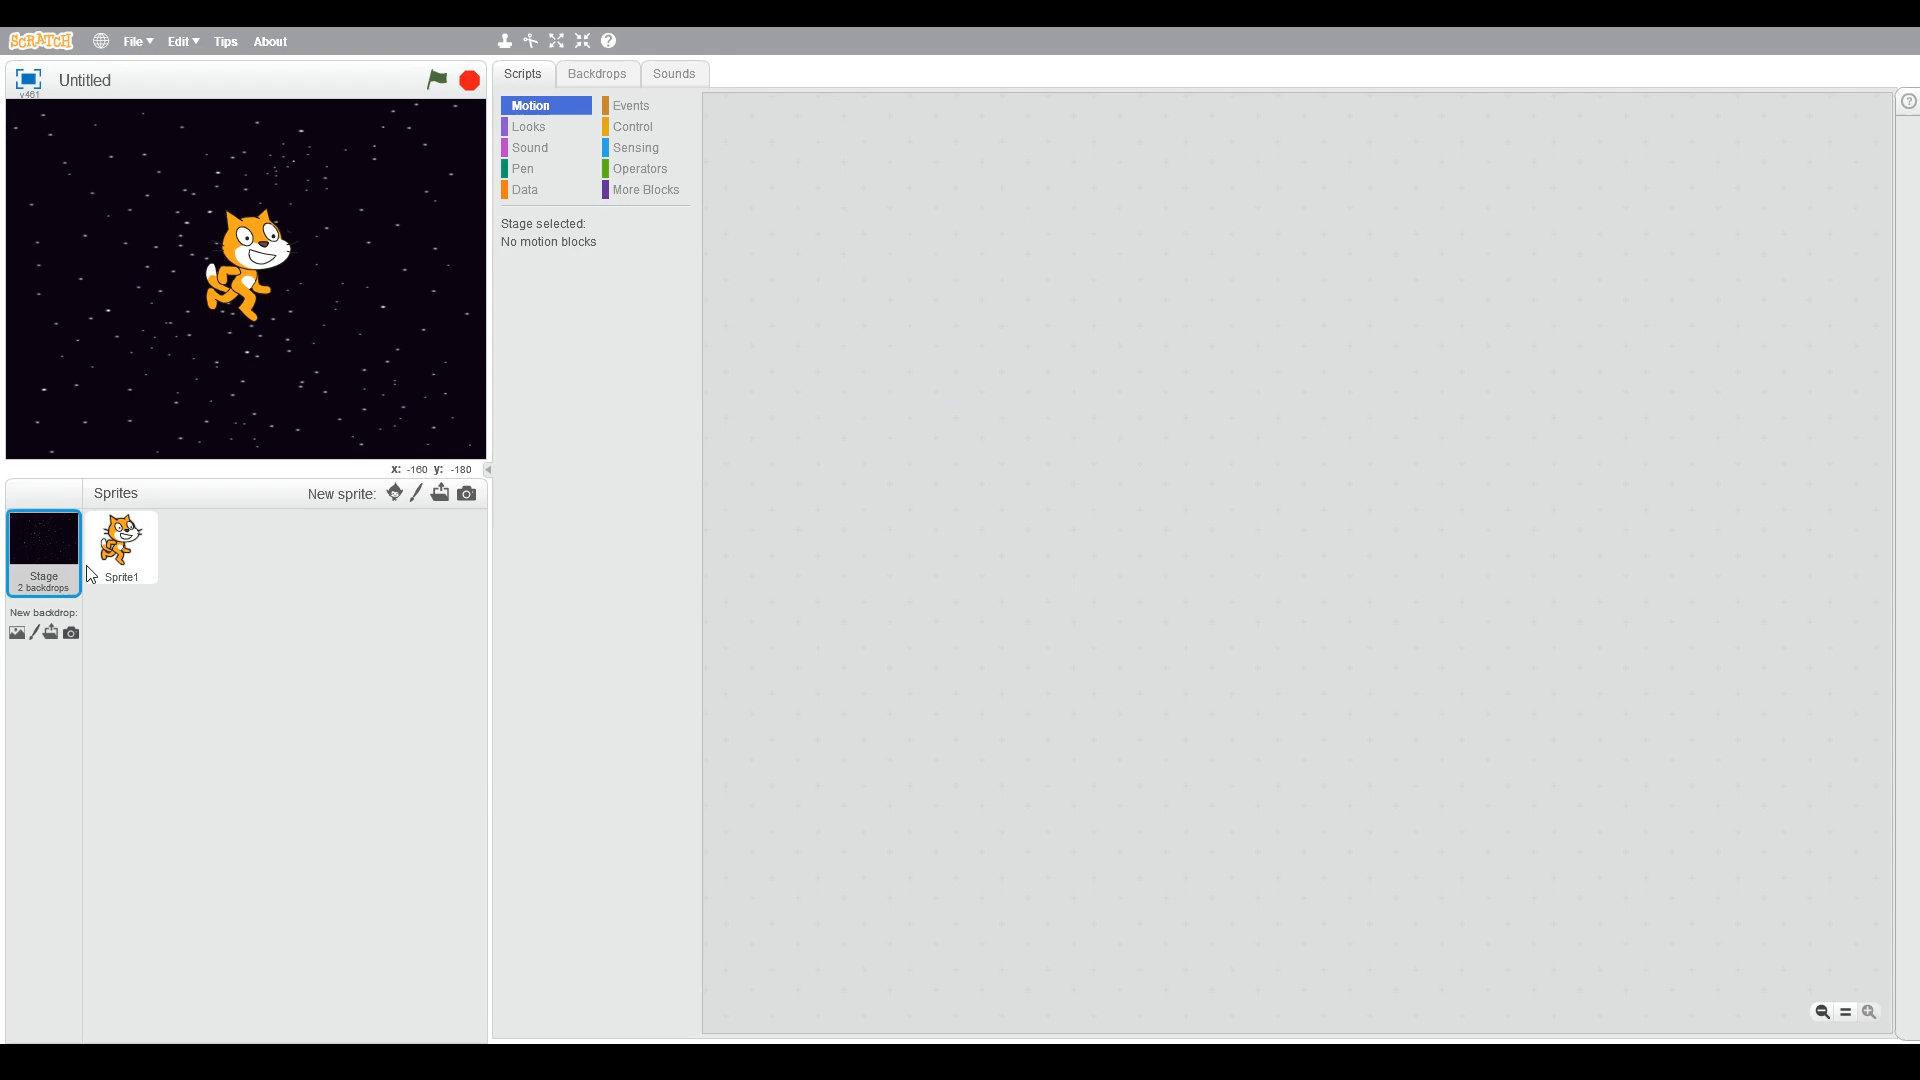 SCRATCH File Edit Tips About
v461 Untitled
Scripts Backdrops Sounds
Motion Events
Looks Control
Sound Sensing
Pen Operators
Data More Blocks
Stage selected:
No motion blocks
x: -160 y: -180
Sprites New sprite:
Stage
2 backdrops
Sprite1
New backdrop: